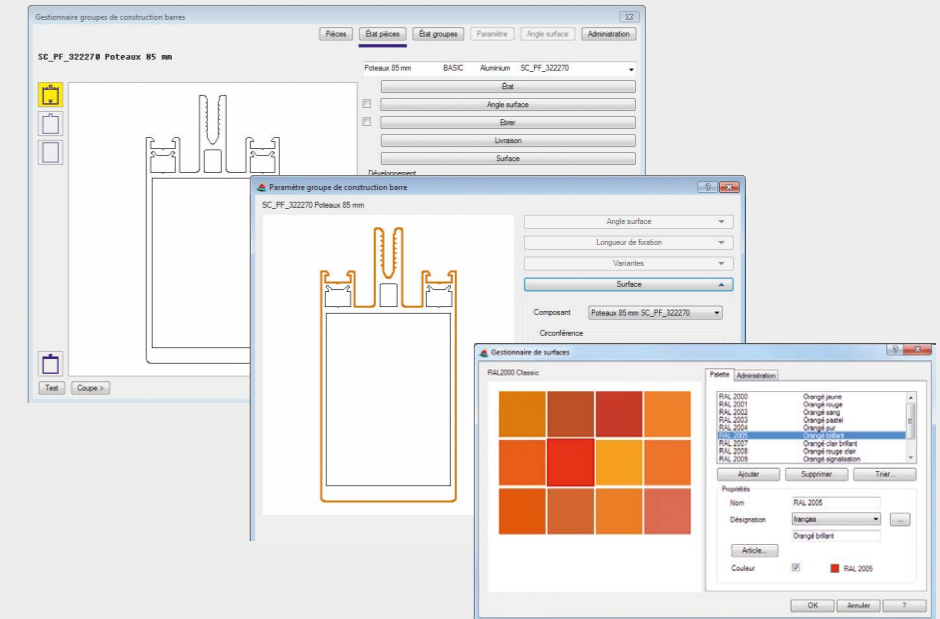 Gestionnaire groupes de construction barres
Pièces État pièces État groupes Paramètre Angle surface Administration
SC_PF_322270 Poteaux 85 mm
Poteaux 85 mm BASIC Aluminium SC_PF_322270
État
Angle surface
Etirer
Livraison
Surface
Développement
Test Coupe >
Paramètre groupe de construction barre
SC_PF_322270 Poteaux 85 mm
Angle surface
Longueur de fixation
Variantes
Surface
Composant Poteaux 85 mm SC_PF_322270
Circonférence
Gestionnaire de surfaces
RAL2000 Classic
Palette Administration
RAL 2000 Orangé jaune
RAL 2001 Orangé rouge
RAL 2002 Orangé sang
RAL 2003 Orangé pastel
RAL 2004 Orangé pur
RAL 2005 Orangé brillant
RAL 2007 Orangé clair brillant
RAL 2008 Orangé rouge clair
RAL 2009 Orangé signalisation
Ajouter Supprimer Trier...
Propriétés
Nom RAL 2005
Désignation français ...
Orangé brillant
Article...
Couleur RAL 2005
OK Annuler ?